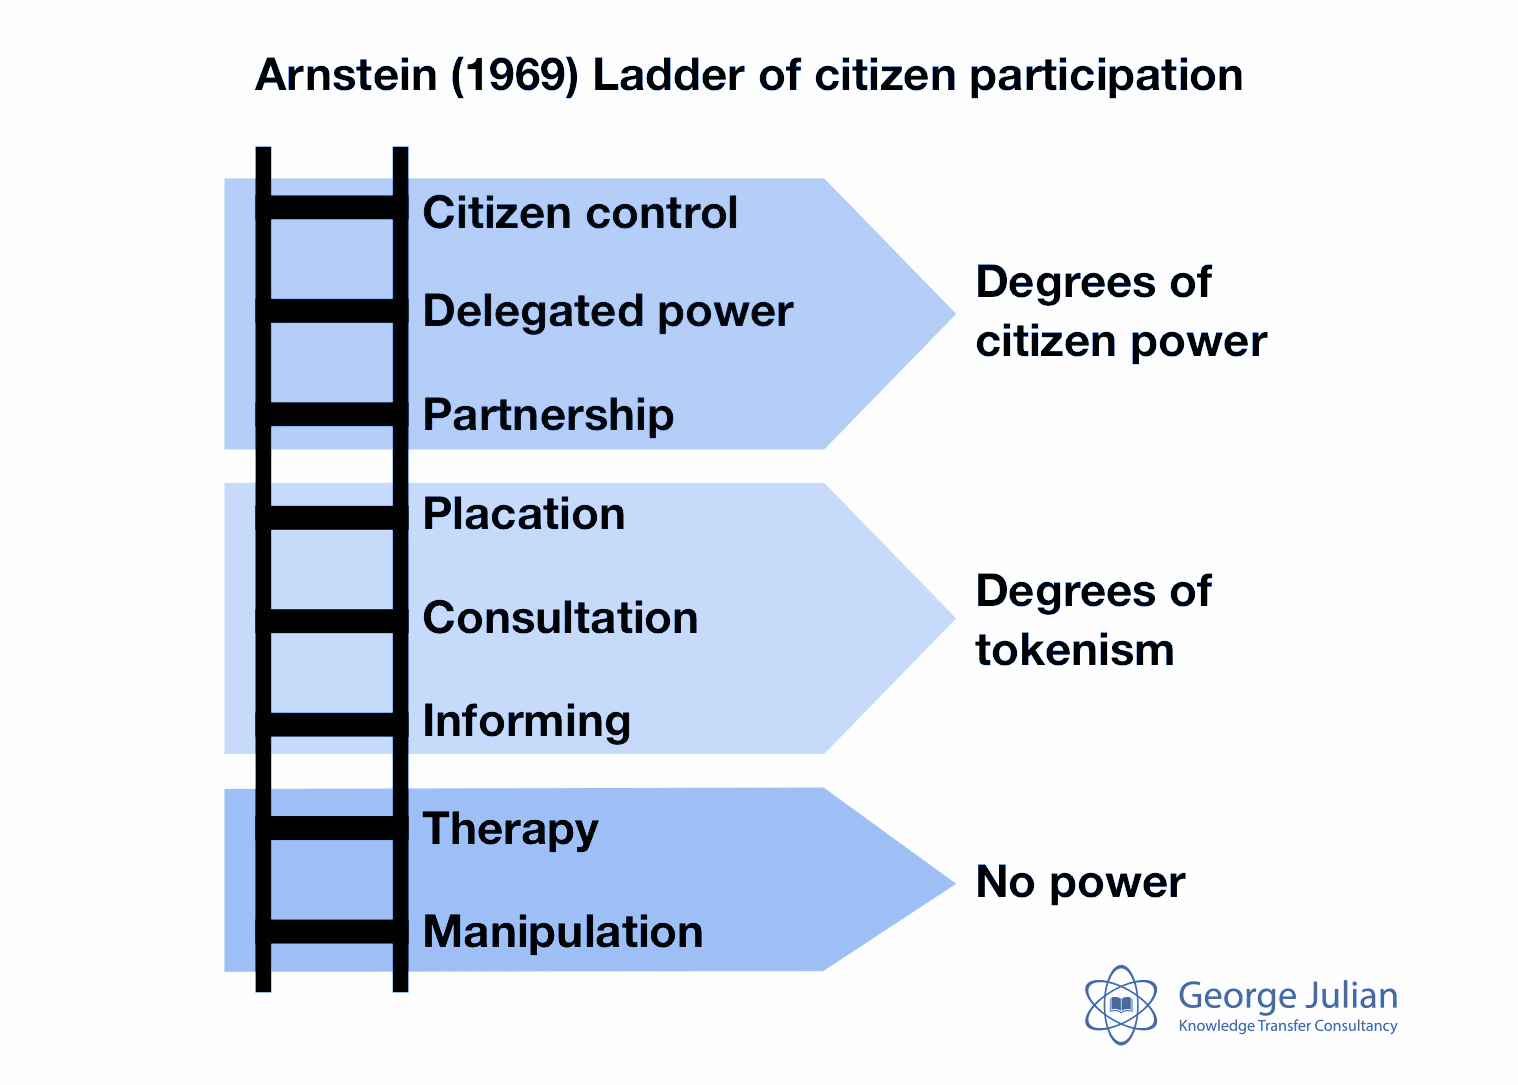 Arnstein (1969) Ladder of citizen participation
Citizen control
Delegated power
Partnership
Degrees of
citizen power
Placation
Consultation
Informing
Degrees of
tokenism
Therapy
Manipulation
No power
George Julian
Knowledge Transfer Consultancy